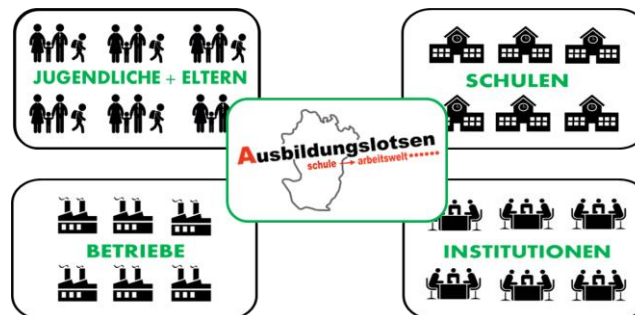 JUGENDLICHE + ELTERN
SCHULEN
Ausbildungslotsen
schule → arbeitswelt******
BETRIEBE
INSTITUTIONEN